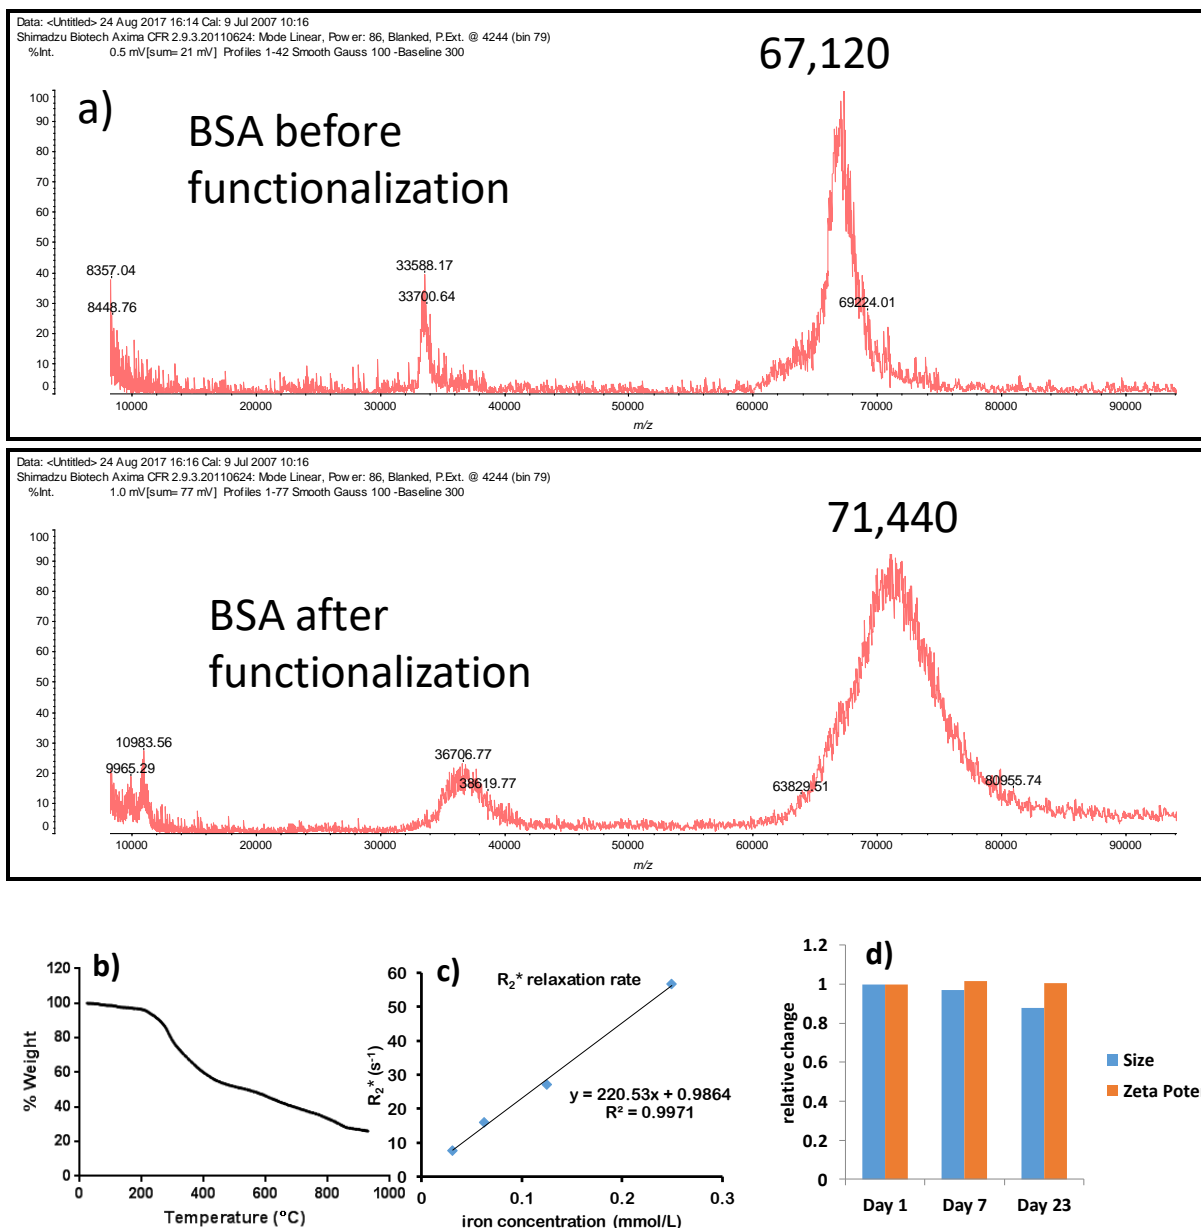 Data: <Untitled> 24 Aug 2017 16:14 Cal: 9 Jul 2007 10:16
Shimadzu Biotech Axima CFR 2.9.3.20110624: Mode Linear, Power: 86, Blanked, P.Ext. @ 4244 (bin 79)
%Int. 0.5 mV[sum= 21 mV] Profiles 1-42 Smooth Gauss 100 -Baseline 300
67,120
a)
BSA before
functionalization
100
90
80
70
60
50
40
30
20
10
0
8357.04
8448.76
33588.17
33700.64
69224.01
10000 20000 30000 40000 50000 60000 70000 80000 90000
m/z
Data: <Untitled> 24 Aug 2017 16:16 Cal: 9 Jul 2007 10:16
Shimadzu Biotech Axima CFR 2.9.3.20110624: Mode Linear, Power: 86, Blanked, P.Ext. @ 4244 (bin 79)
%Int. 1.0 mV[sum= 77 mV] Profiles 1-77 Smooth Gauss 100 -Baseline 300
71,440
BSA after
functionalization
100
90
80
70
60
50
40
30
20
10
0
10983.56
9965.29
36706.77
38619.77
63829.51
80955.74
10000 20000 30000 40000 50000 60000 70000 80000 90000
m/z
b)
% Weight
120
100
80
60
40
20
0
0 200 400 600 800 1000
Temperature (°C)
c)
R2* relaxation rate
R2* (s-1)
60
50
40
30
20
10
0
y = 220.53x + 0.9864
R² = 0.9971
0 0.1 0.2 0.3
iron concentration (mmol/L)
d)
relative change
1.2
1
0.8
0.6
0.4
0.2
0
Day 1 Day 7 Day 23
Size
Zeta Poter